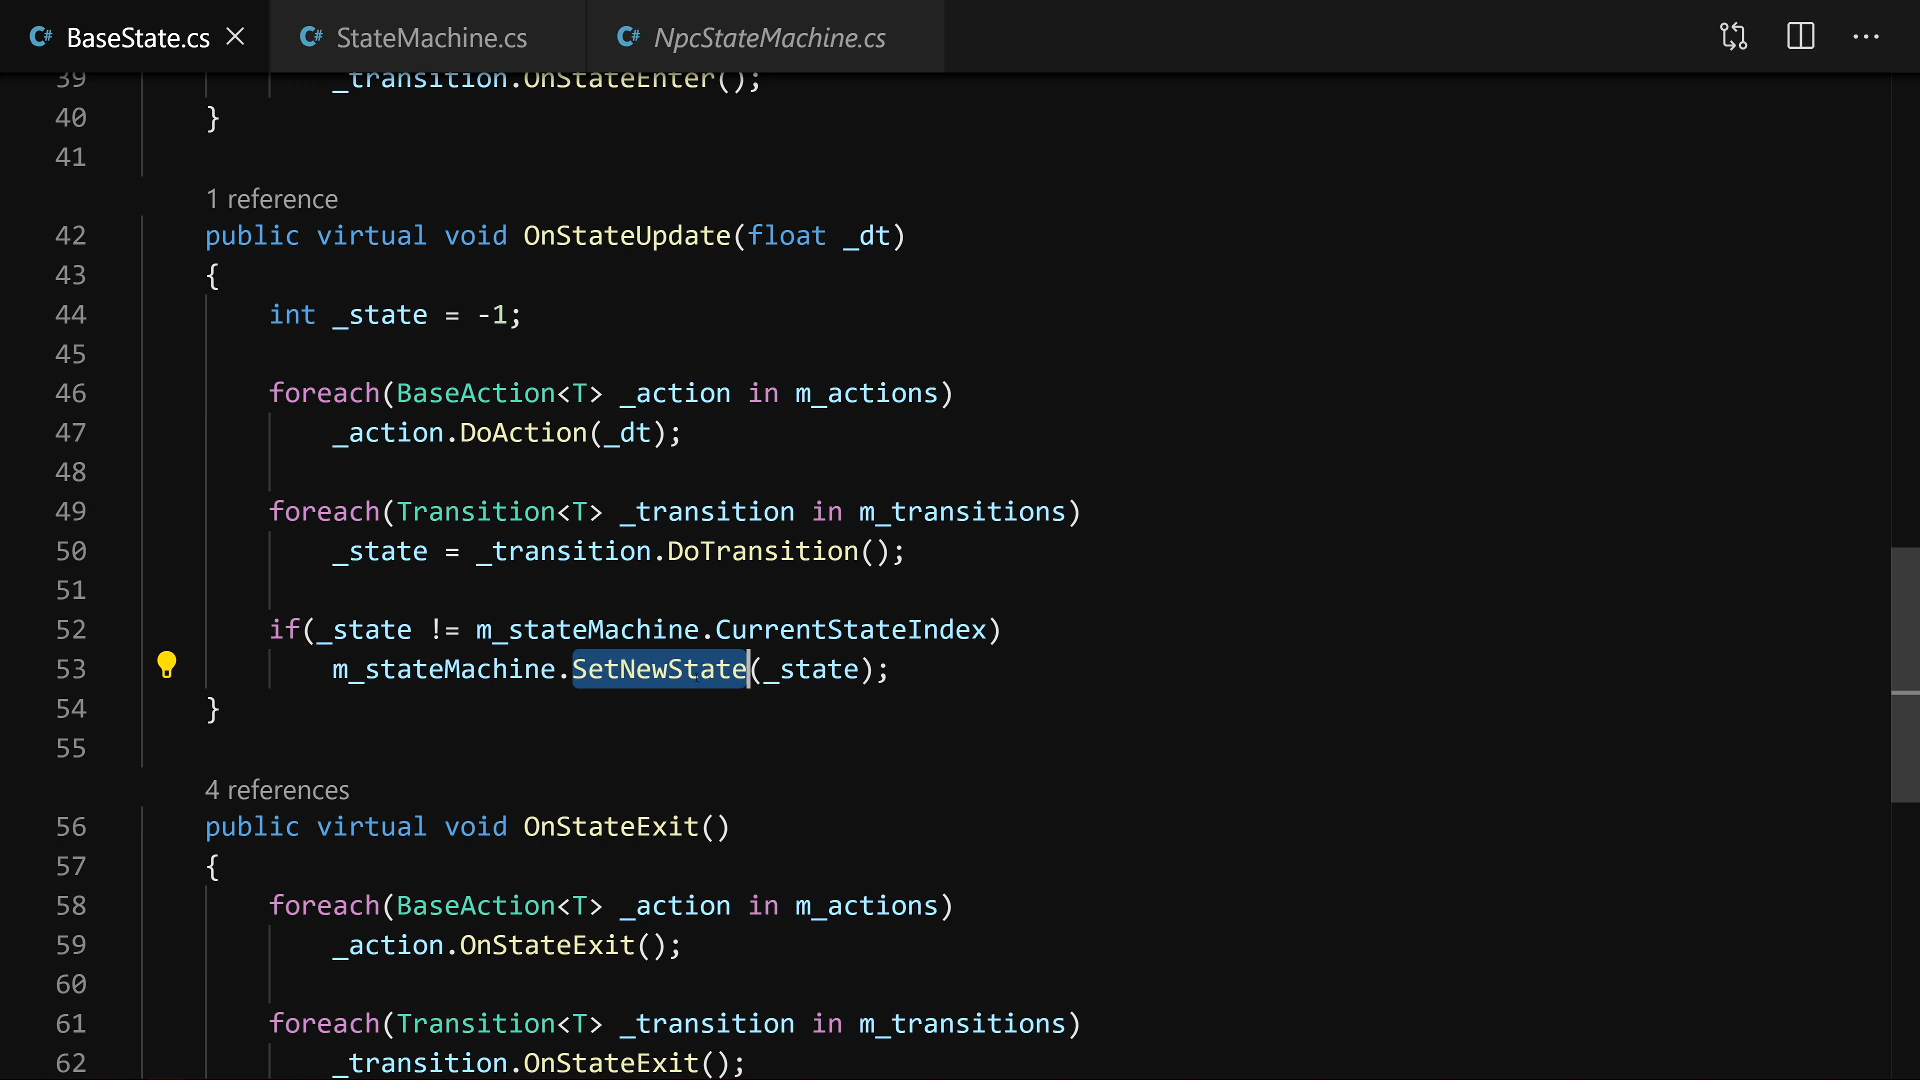 C# BaseState.cs C# StateMachine.cs C# NpcStateMachine.cs
39 _transition.OnStateEnter();
40 }
41
1 reference
42 public virtual void OnStateUpdate(float _dt)
43 {
44 int _state = -1;
45
46 foreach(BaseAction<T> _action in m_actions)
47 _action.DoAction(_dt);
48
49 foreach(Transition<T> _transition in m_transitions)
50 _state = _transition.DoTransition();
51
52 if(_state != m_stateMachine.CurrentStateIndex)
53 m_stateMachine.SetNewState(_state);
54 }
55
4 references
56 public virtual void OnStateExit()
57 {
58 foreach(BaseAction<T> _action in m_actions)
59 _action.OnStateExit();
60
61 foreach(Transition<T> _transition in m_transitions)
62 _transition.OnStateExit();